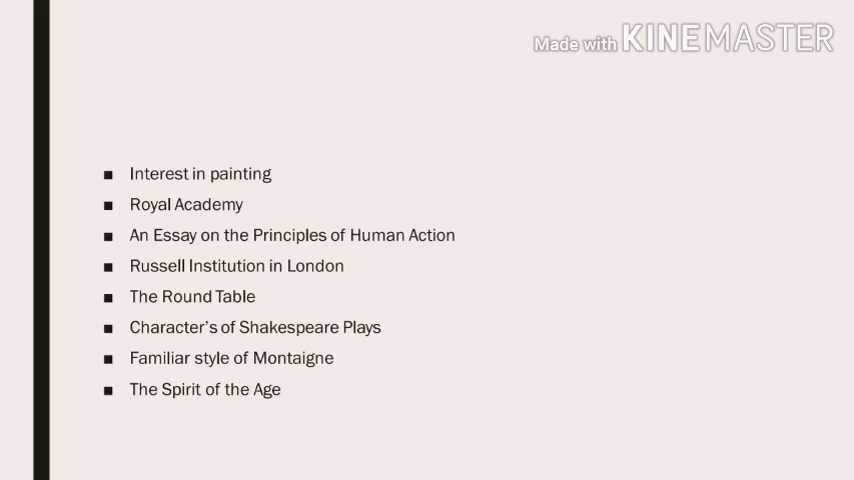 Made with KINEMASTER
■ Interest in painting
■ Royal Academy
■ An Essay on the Principles of Human Action
■ Russell Institution in London
■ The Round Table
■ Character’s of Shakespeare Plays
■ Familiar style of Montaigne
■ The Spirit of the Age